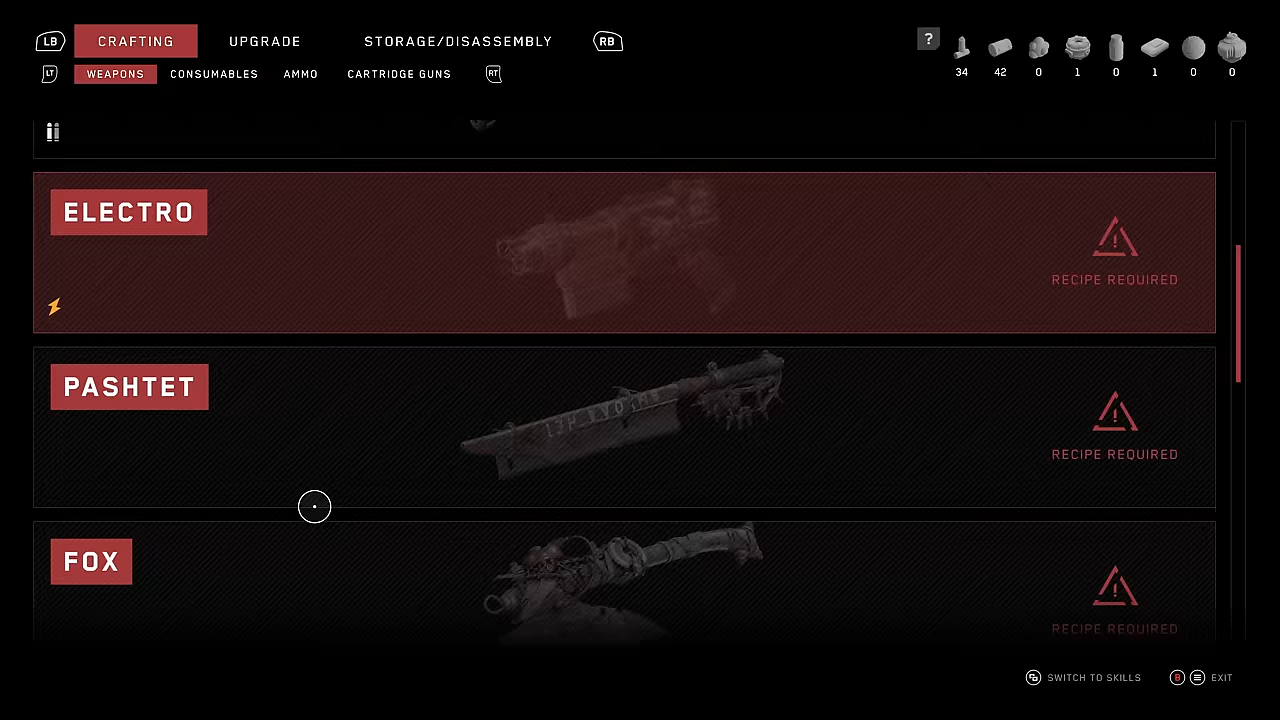 LB CRAFTING UPGRADE STORAGE/DISASSEMBLY RB ?
LT WEAPONS CONSUMABLES AMMO CARTRIDGE GUNS RT 34 42 0 1 0 1 0 0
ELECTRO
RECIPE REQUIRED
PASHTET
RECIPE REQUIRED
FOX
RECIPE REQUIRED
SWITCH TO SKILLS B EXIT